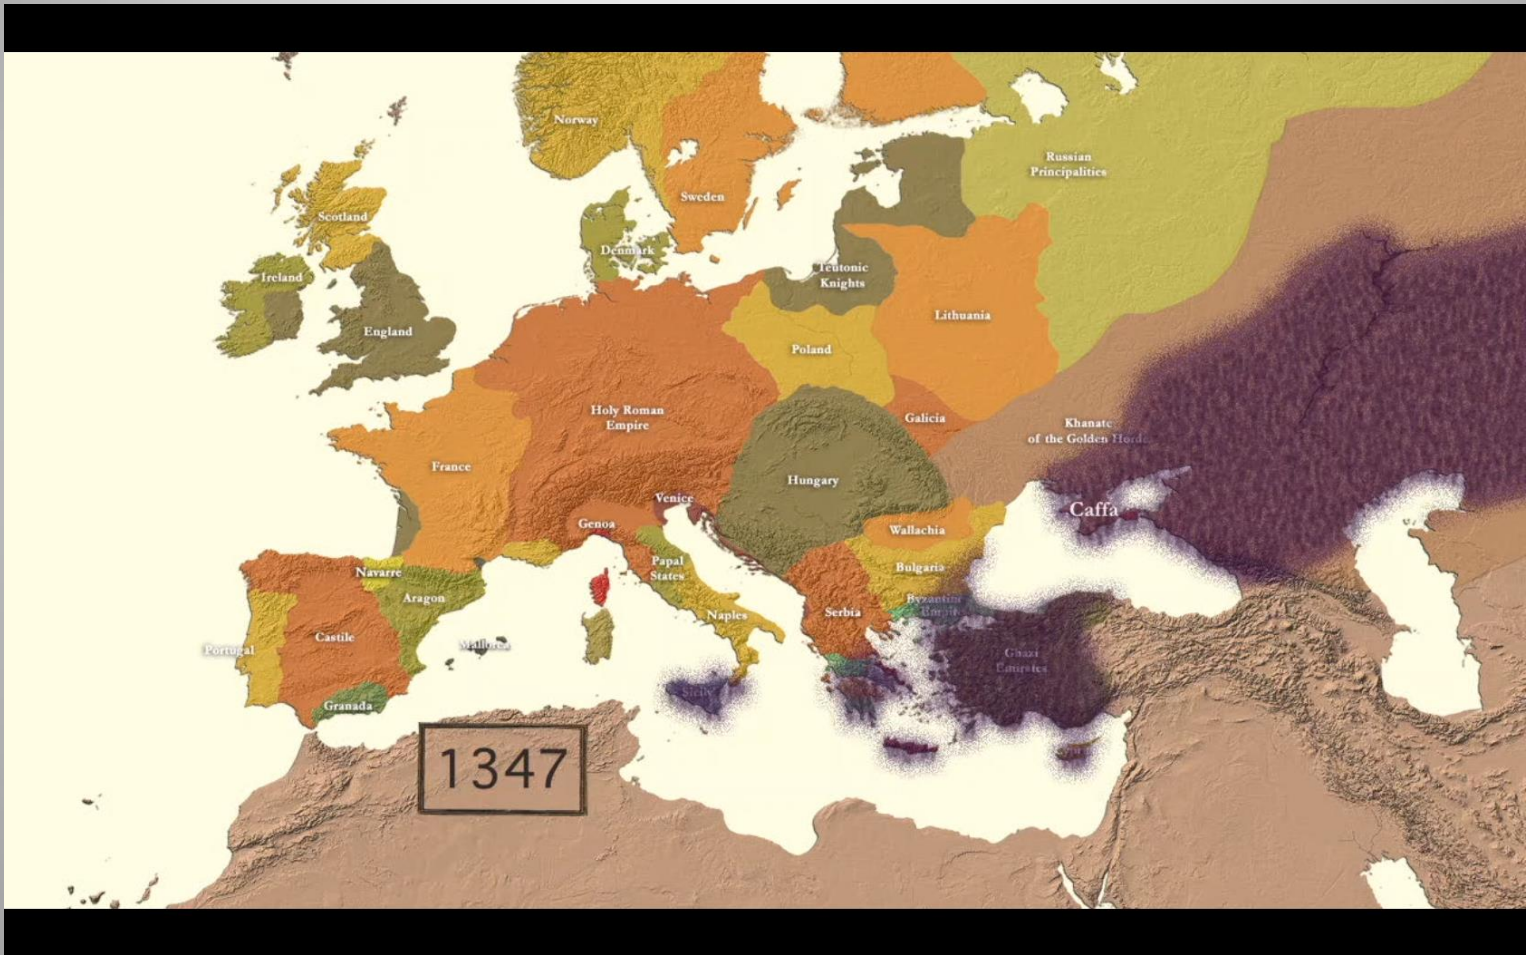 Norway
Russian
Principalities
Sweden
Scotland
Denmark
Ireland
Teutonic
Knights
England
Lithuania
Poland
Holy Roman
Empire
Galicia
Khanate
of the Golden Horde
France
Hungary
Venice
Caffa
Genoa
Wallachia
Papal
States
Bulgaria
Navarre
Aragon
Byzantine
Empire
Naples
Serbia
Castile
Portugal
Mallorca
Ghazi
Emirates
Sicily
Granada
1347